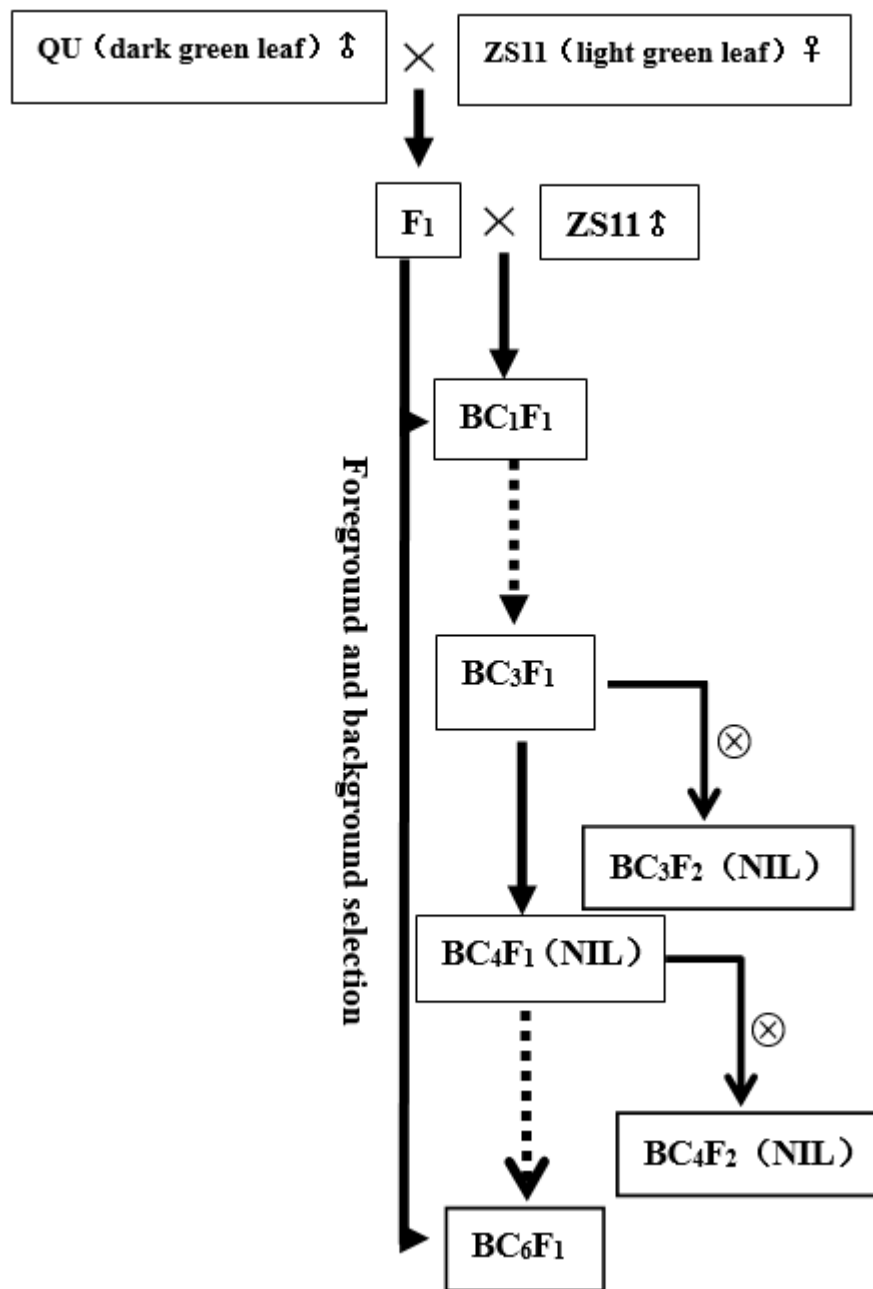 QU（dark green leaf）⚦
×
ZS11（light green leaf）♀
F₁
×
ZS11 ⚦
BC₁F₁
Foreground and background selection
BC₃F₁
⊗
BC₃F₂（NIL）
BC₄F₁（NIL）
⊗
BC₄F₂（NIL）
BC₆F₁